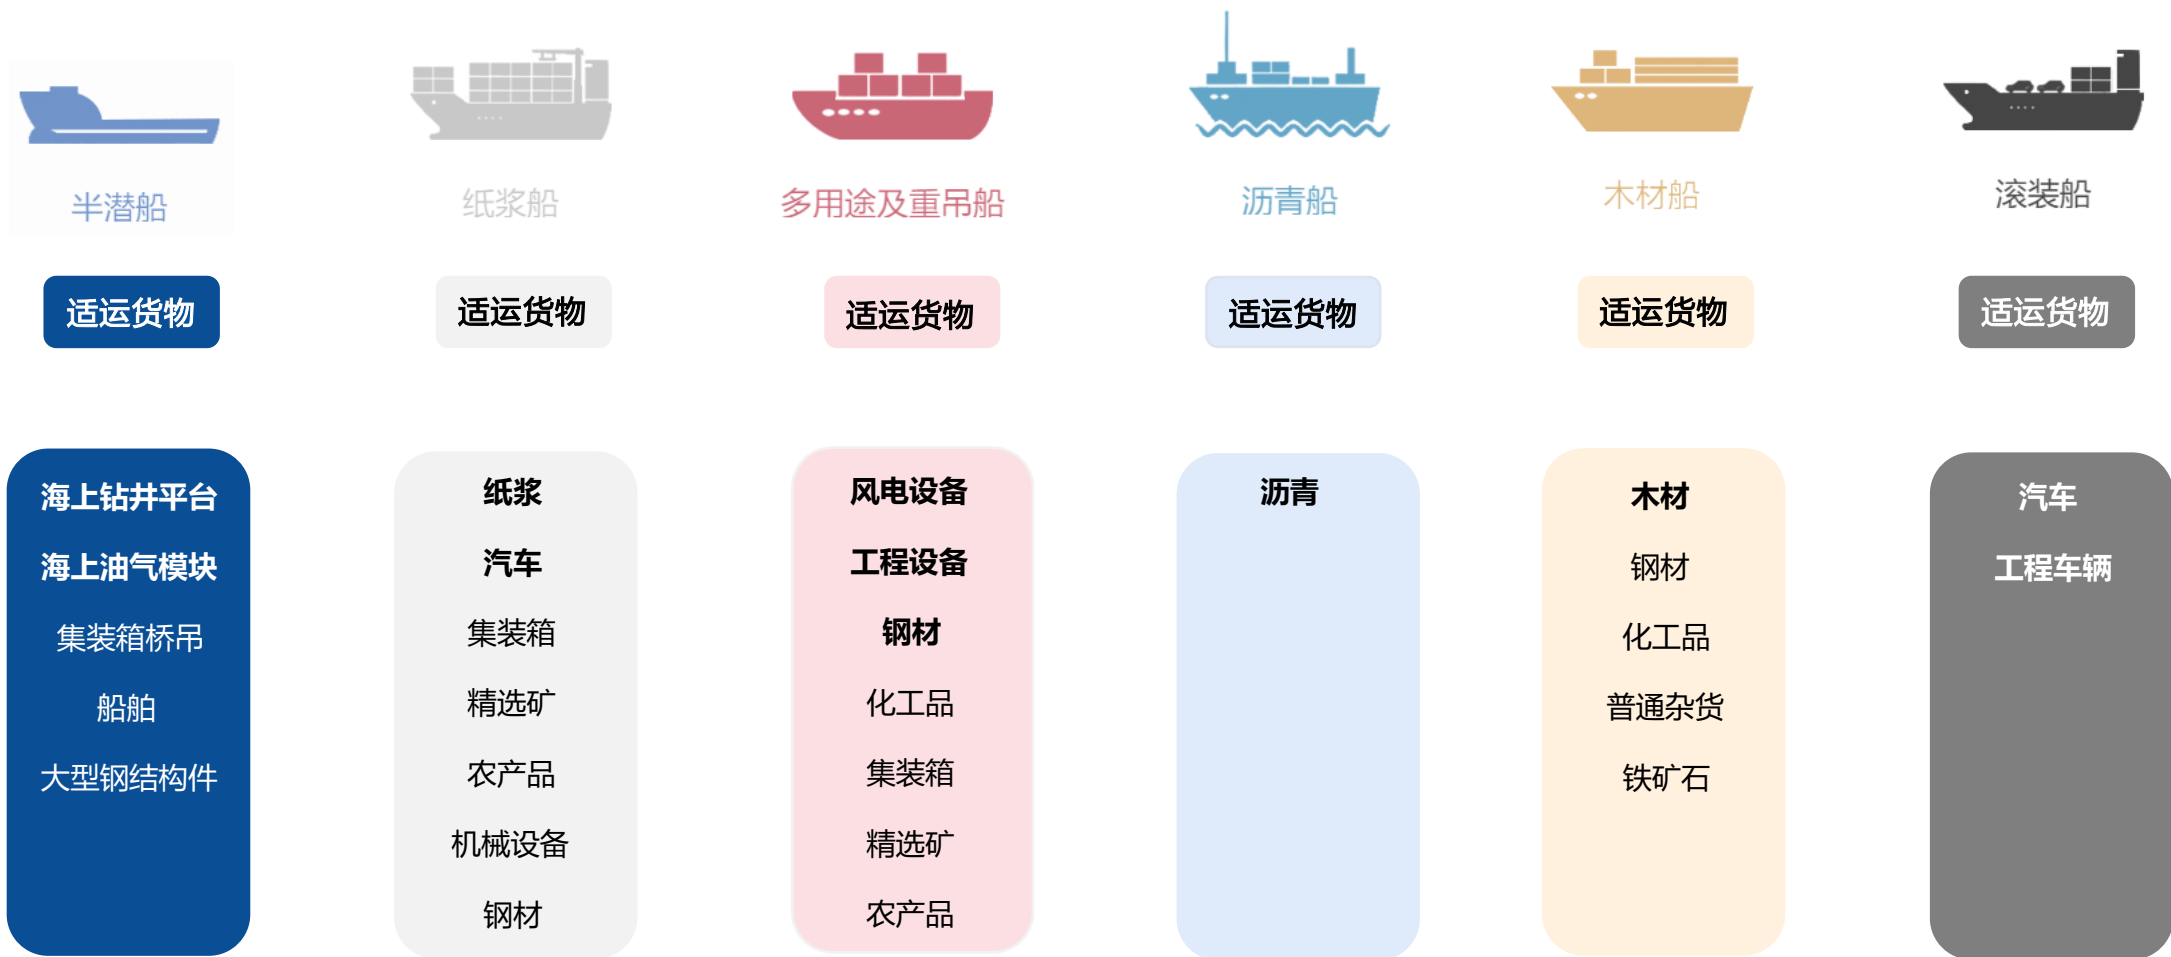 半潜船
纸浆船
多用途及重吊船
沥青船
木材船
滚装船
适运货物
适运货物
适运货物
适运货物
适运货物
适运货物
海上钻井平台
海上油气模块
集装箱桥吊
船舶
大型钢结构件
纸浆
汽车
集装箱
精选矿
农产品
机械设备
钢材
风电设备
工程设备
钢材
化工品
集装箱
精选矿
农产品
沥青
木材
钢材
化工品
普通杂货
铁矿石
汽车
工程车辆